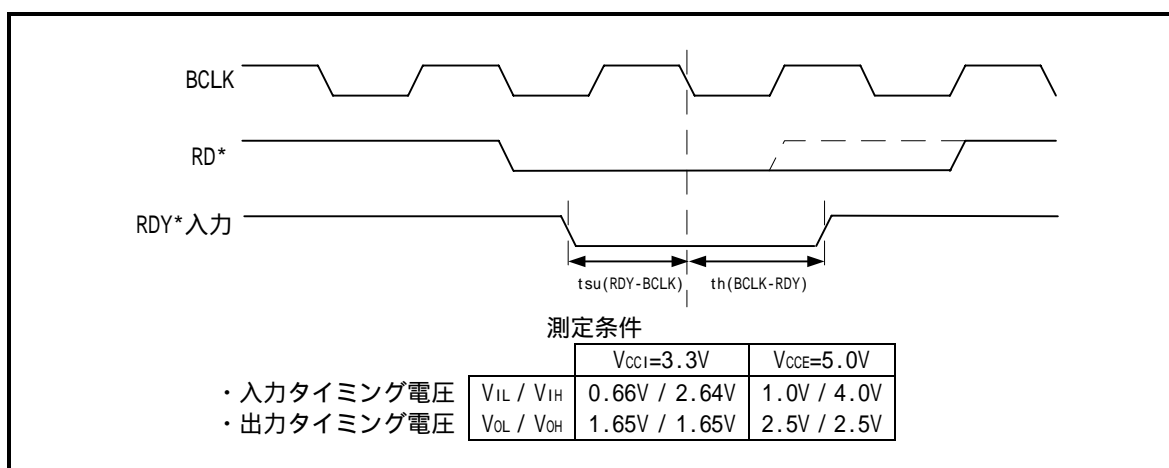 BCLK
RD*
RDY*入力
tsu(RDY-BCLK) th(BCLK-RDY)
測定条件
VCCI=3.3V VCCE=5.0V
・入力タイミング電圧 VIL / VIH 0.66V / 2.64V 1.0V / 4.0V
・出力タイミング電圧 VOL / VOH 1.65V / 1.65V 2.5V / 2.5V